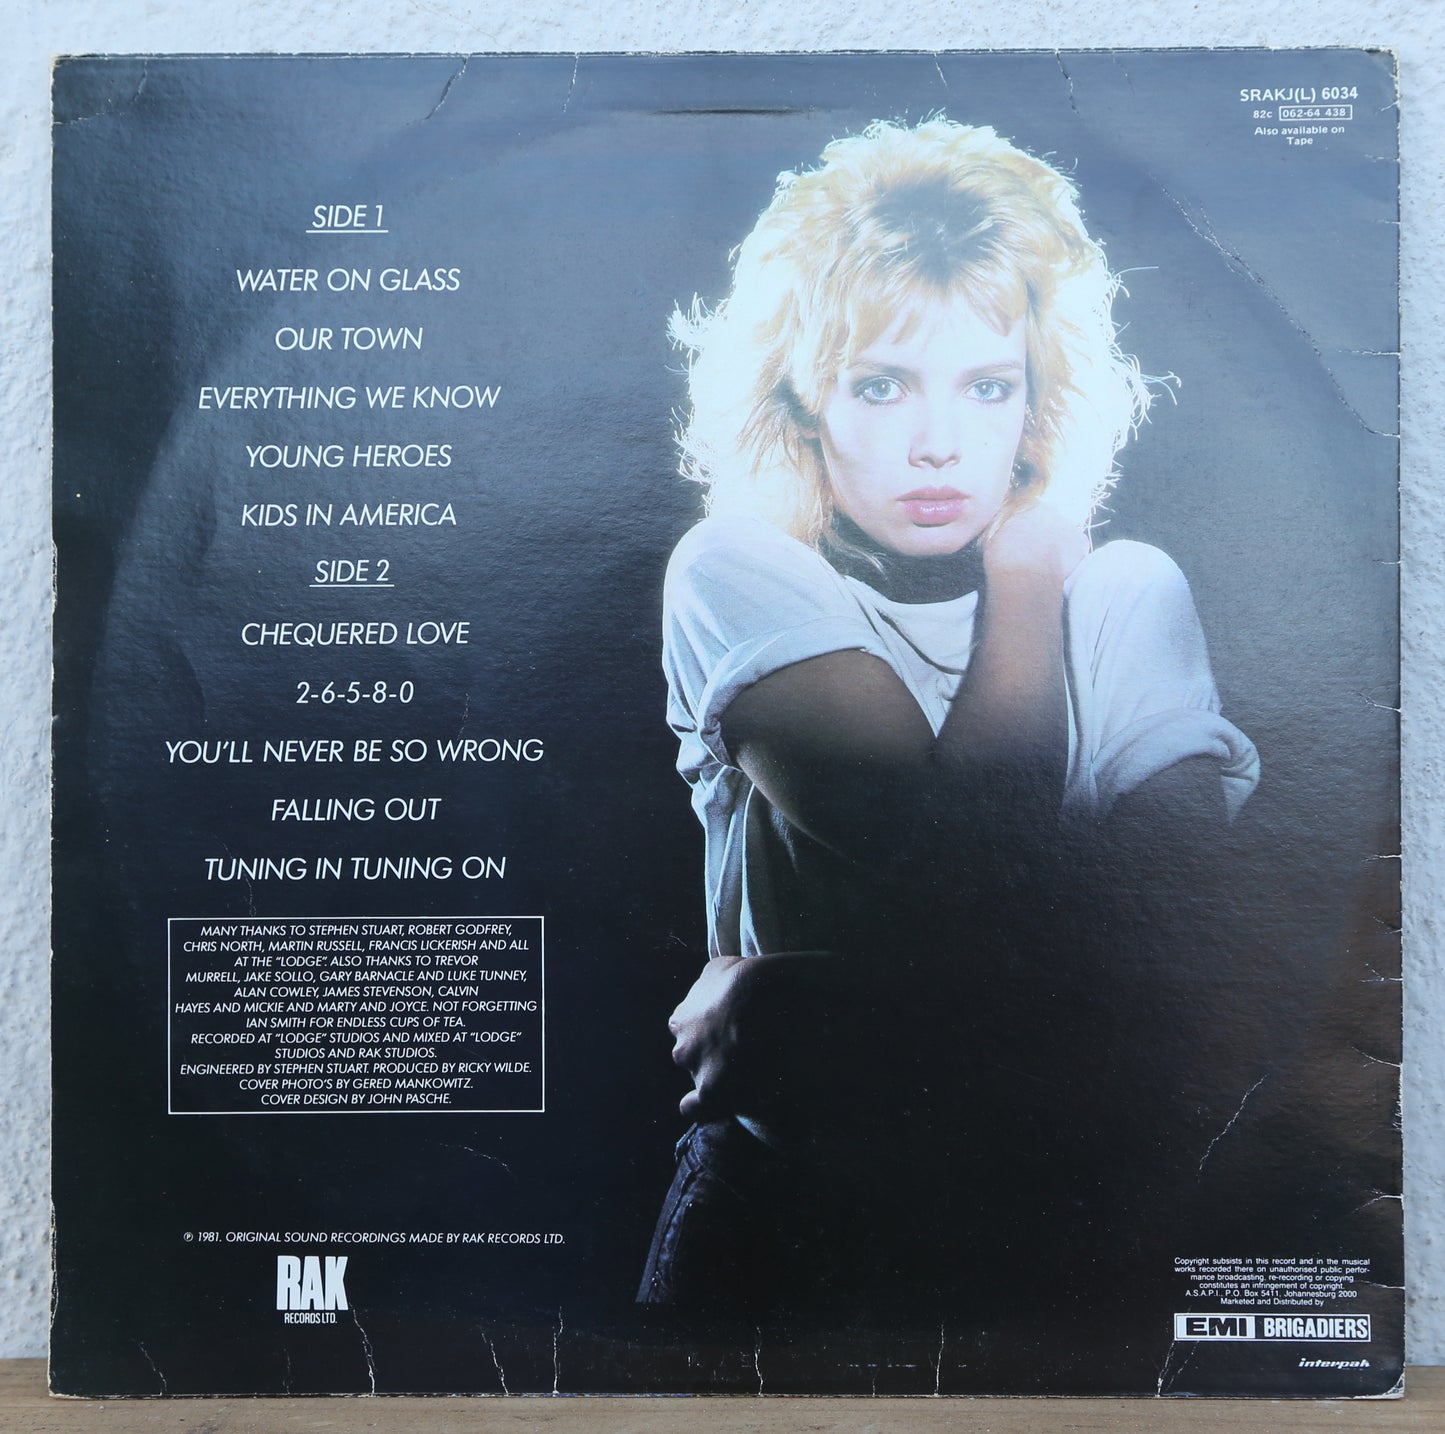 SRAKJ(L) 6034
82c 062-64 438
Also available on
Tape
SIDE 1
WATER ON GLASS
OUR TOWN
EVERYTHING WE KNOW
YOUNG HEROES
KIDS IN AMERICA
SIDE 2
CHEQUERED LOVE
2-6-5-8-0
YOU'LL NEVER BE SO WRONG
FALLING OUT
TUNING IN TUNING ON
MANY THANKS TO STEPHEN STUART, ROBERT GODFREY,
CHRIS NORTH, MARTIN RUSSELL, FRANCIS LICKERISH AND ALL
AT THE "LODGE". ALSO THANKS TO TREVOR
MURRELL, JAKE SOLLO, GARY BARNACLE AND LUKE TUNNEY,
ALAN COWLEY, JAMES STEVENSON, CALVIN
HAYES AND MICKIE AND MARTY AND JOYCE. NOT FORGETTING
IAN SMITH FOR ENDLESS CUPS OF TEA.
RECORDED AT "LODGE" STUDIOS AND MIXED AT "LODGE"
STUDIOS AND RAK STUDIOS.
ENGINEERED BY STEPHEN STUART. PRODUCED BY RICKY WILDE.
COVER PHOTO'S BY GERED MANKOWITZ.
COVER DESIGN BY JOHN PASCHE.
℗ 1981. ORIGINAL SOUND RECORDINGS MADE BY RAK RECORDS LTD.
RAK
RECORDS LTD.
Copyright subsists in this record and in the musical
works recorded there on unauthorised public perfor-
mance broadcasting, re-recording or copying
constitutes an infringement of copyright.
A.S.A.P.I., P.O. Box 5411, Johannesburg 2000
Marketed and Distributed by
EMI BRIGADIERS
interpak